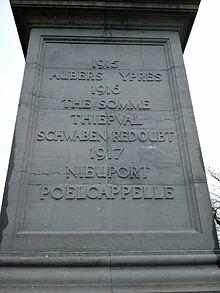 1915
AUBERS YPRES
1916
THE SOMME
THIEPVAL
SCHWABEN REDOUBT
1917
NIEUPORT
POELCAPPELLE